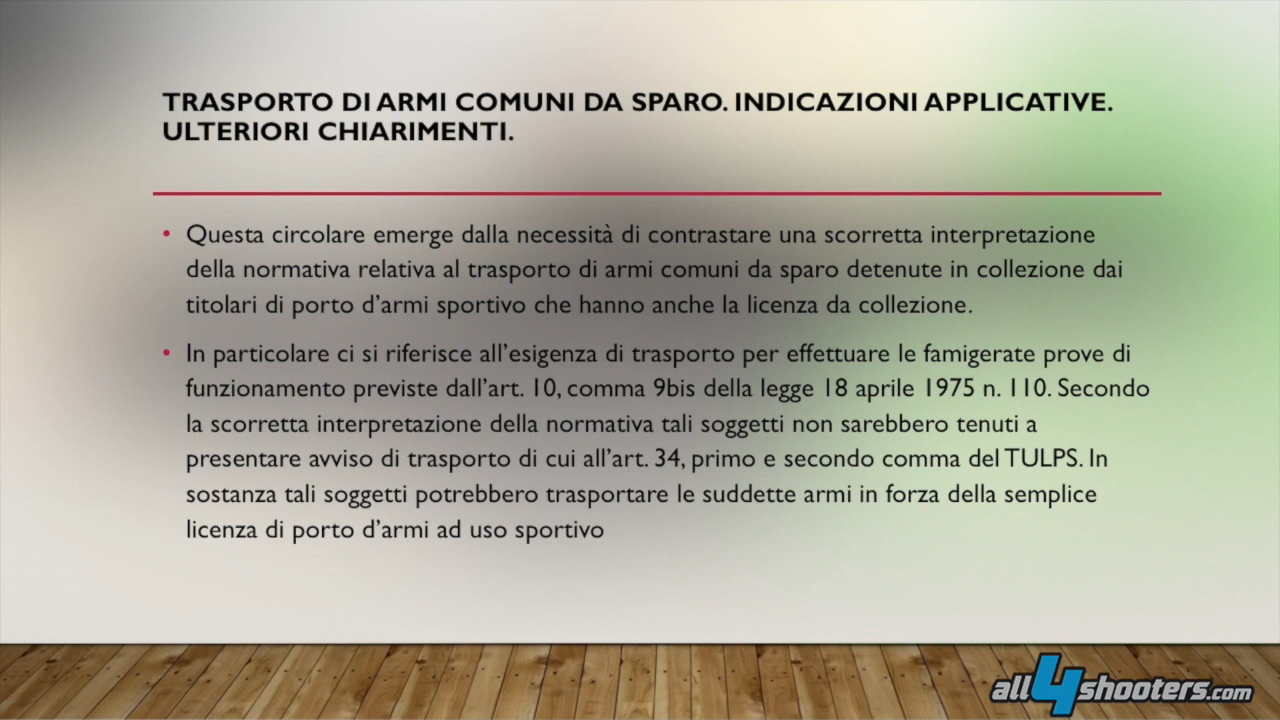 TRASPORTO DI ARMI COMUNI DA SPARO. INDICAZIONI APPLICATIVE.
ULTERIORI CHIARIMENTI.
• Questa circolare emerge dalla necessità di contrastare una scorretta interpretazione
della normativa relativa al trasporto di armi comuni da sparo detenute in collezione dai
titolari di porto d'armi sportivo che hanno anche la licenza da collezione.
• In particolare ci si riferisce all'esigenza di trasporto per effettuare le famigerate prove di
funzionamento previste dall'art. 10, comma 9bis della legge 18 aprile 1975 n. 110. Secondo
la scorretta interpretazione della normativa tali soggetti non sarebbero tenuti a
presentare avviso di trasporto di cui all'art. 34, primo e secondo comma del TULPS. In
sostanza tali soggetti potrebbero trasportare le suddette armi in forza della semplice
licenza di porto d'armi ad uso sportivo
all4shooters.com